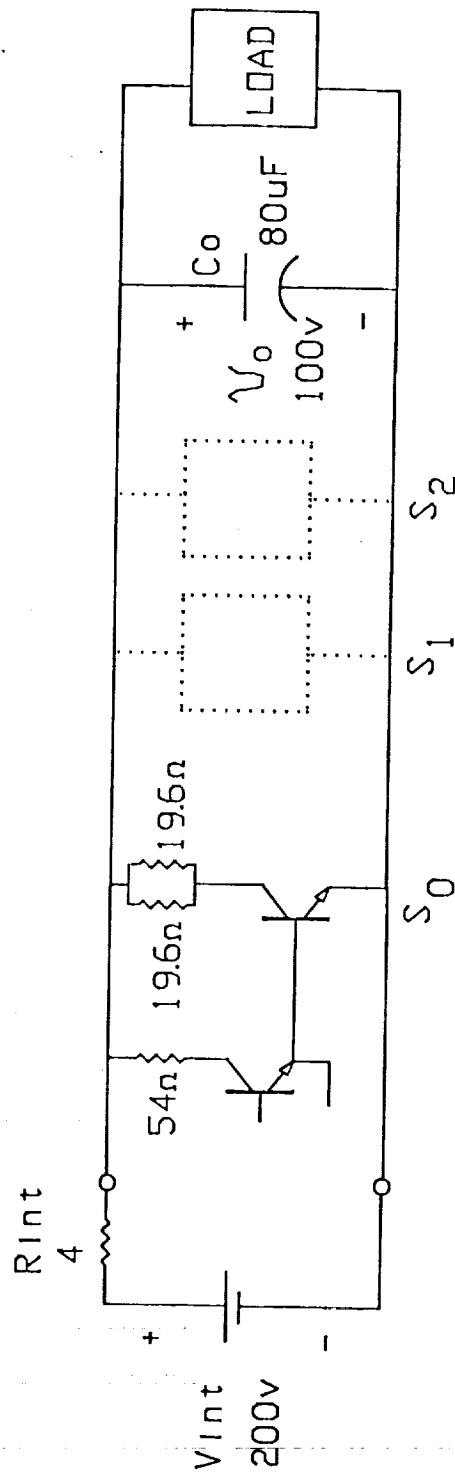 RInt
4
VInt
200v
+
−
54Ω
19.6Ω
19.6Ω
S0
S1
S2
+
Co
80uF
Vo
100v
−
LOAD